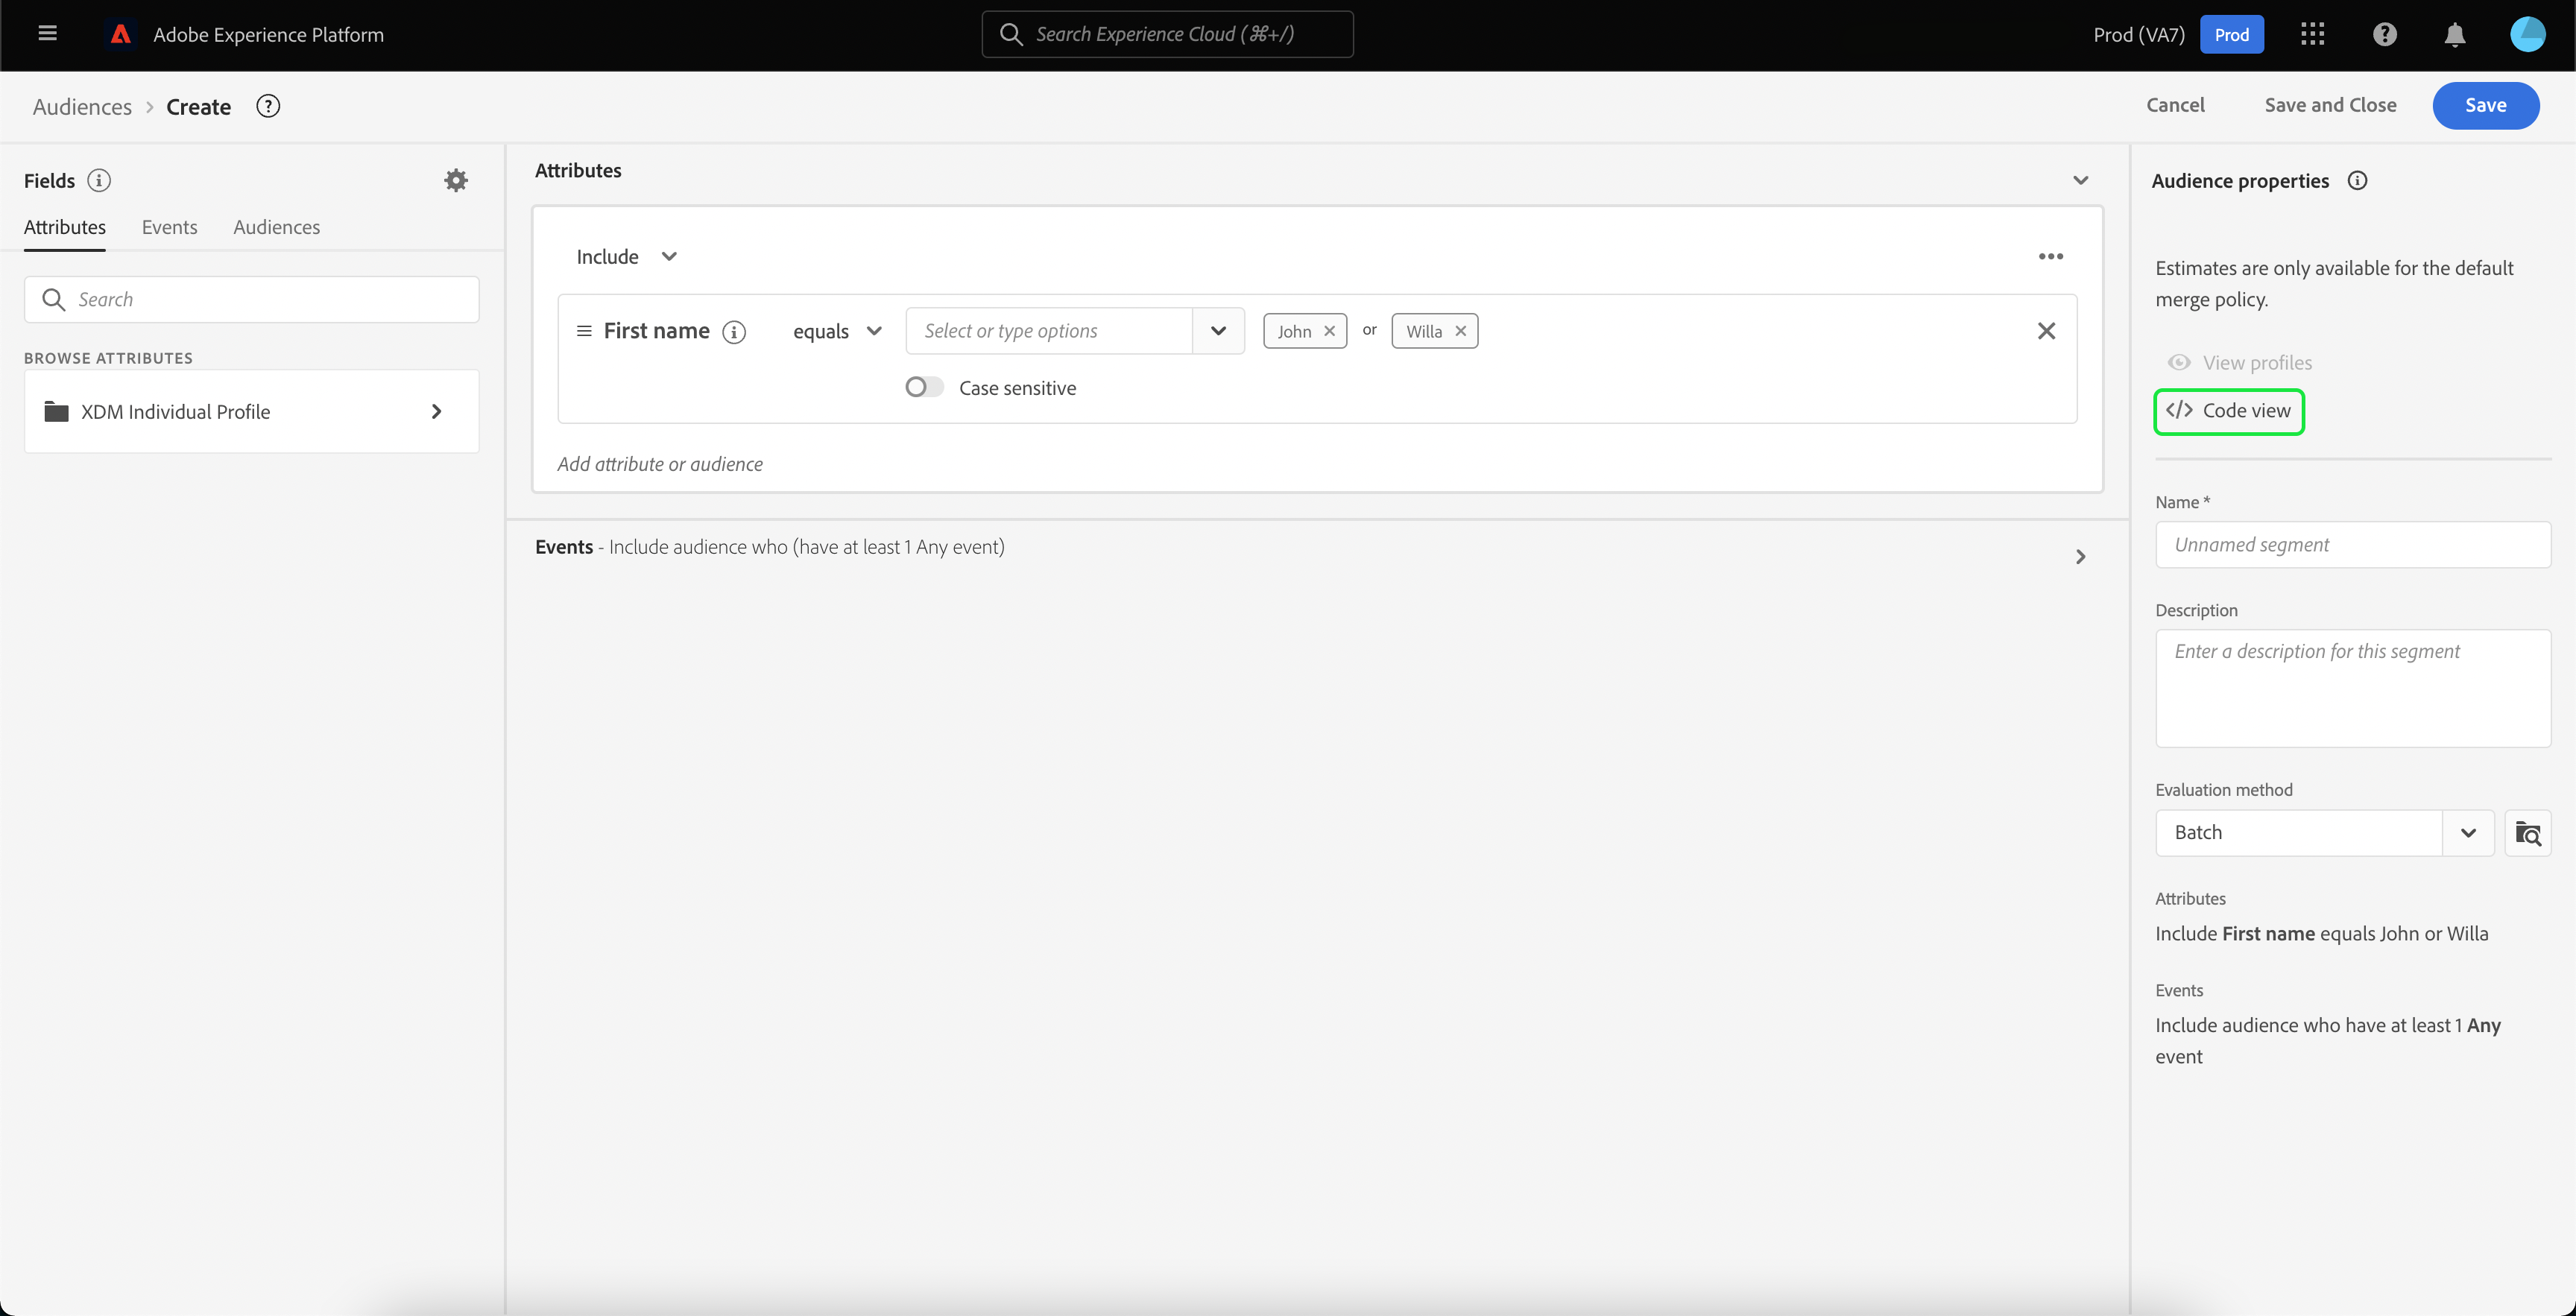 Adobe Experience Platform
Search Experience Cloud (⌘+/)
Prod (VA7)
Prod
Audiences
Create
Cancel
Save and Close
Save
Fields
Attributes
Events
Audiences
Search
BROWSE ATTRIBUTES
XDM Individual Profile
Attributes
Include
First name
equals
Select or type options
John
or
Willa
Case sensitive
Add attribute or audience
Events - Include audience who (have at least 1 Any event)
Audience properties
Estimates are only available for the default
merge policy.
View profiles
</> Code view
Name *
Unnamed segment
Description
Enter a description for this segment
Evaluation method
Batch
Attributes
Include First name equals John or Willa
Events
Include audience who have at least 1 Any
event